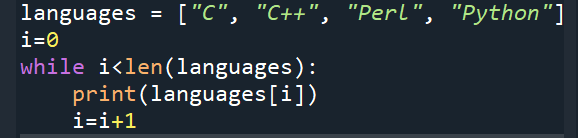 languages = ["C", "C++", "Perl", "Python"]
i=0
while i<len(languages):
    print(languages[i])
    i=i+1